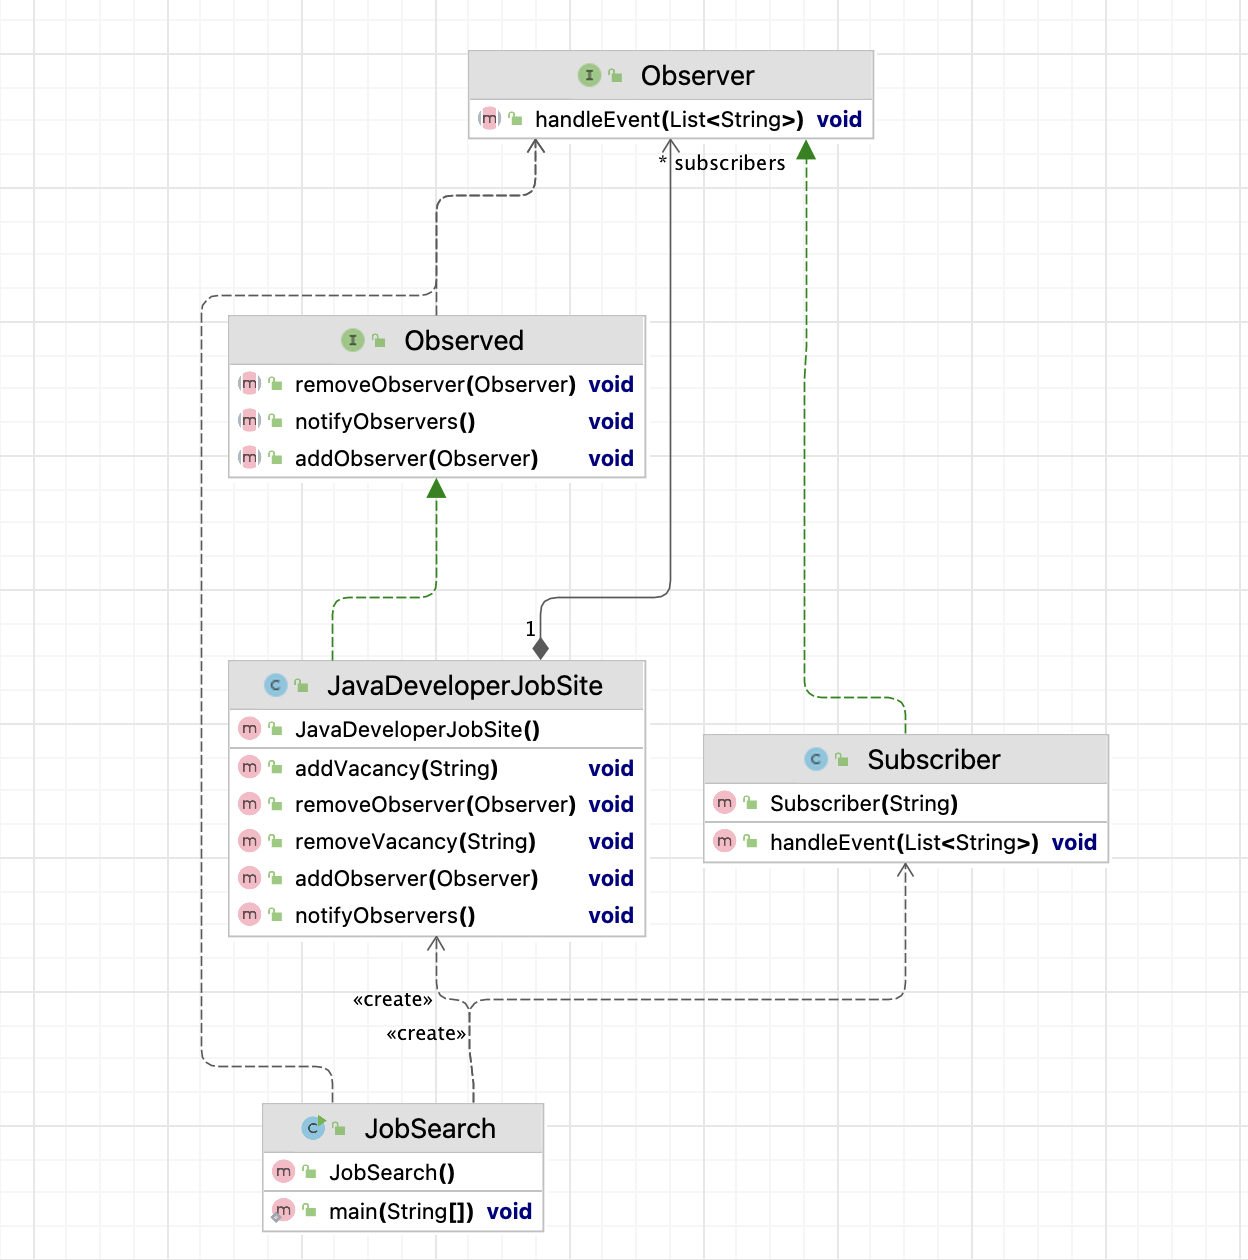 Observer
handleEvent(List<String>) void
* subscribers
Observed
removeObserver(Observer) void
notifyObservers() void
addObserver(Observer) void
1
JavaDeveloperJobSite
JavaDeveloperJobSite()
addVacancy(String) void
removeObserver(Observer) void
removeVacancy(String) void
addObserver(Observer) void
notifyObservers() void
Subscriber
Subscriber(String)
handleEvent(List<String>) void
«create»
«create»
JobSearch
JobSearch()
main(String[]) void